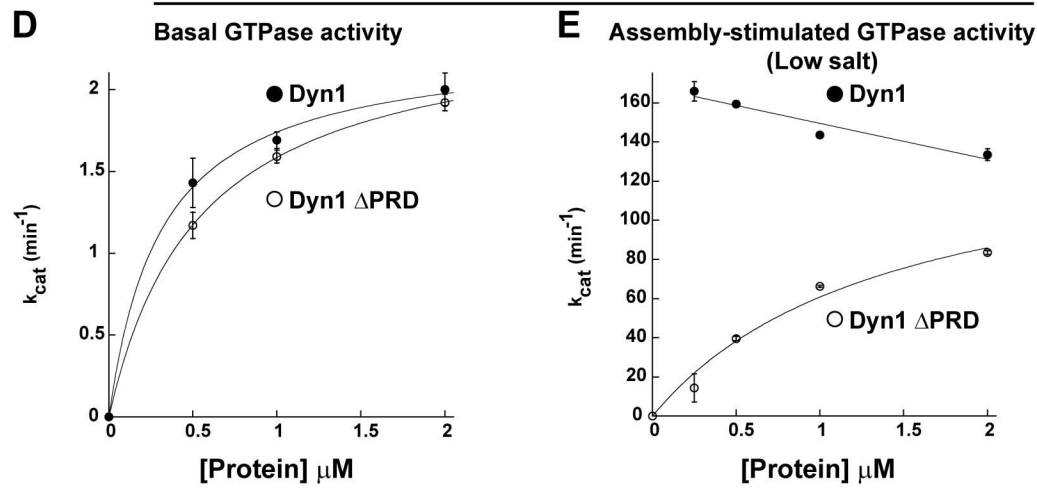 D
Basal GTPase activity
2
1.5
1
0.5
0
k_cat (min⁻¹)
Dyn1
Dyn1 ΔPRD
0
0.5
1
1.5
2
[Protein] μM
E
Assembly-stimulated GTPase activity
(Low salt)
160
140
120
100
80
60
40
20
0
k_cat (min⁻¹)
Dyn1
Dyn1 ΔPRD
0
0.5
1
1.5
2
[Protein] μM